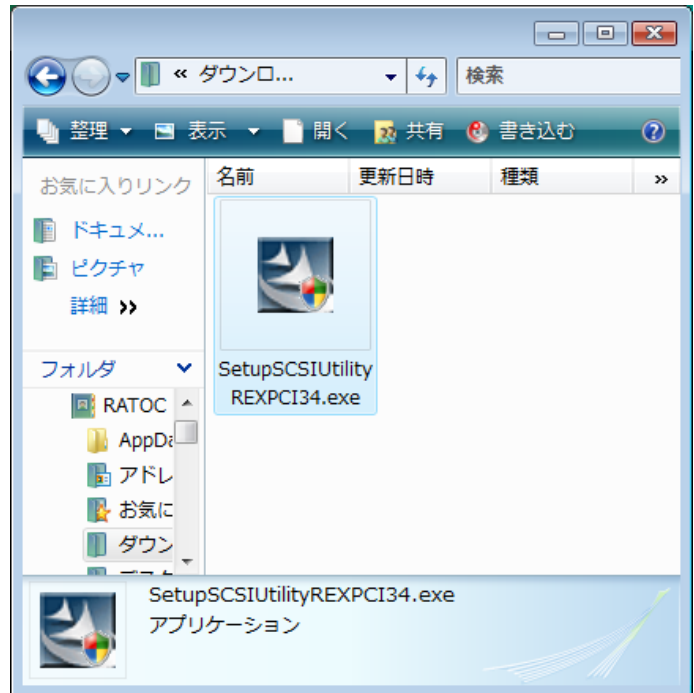 « ダウンロ...
検索
整理 表示 開く 共有 書き込む
お気に入りリンク
ドキュメ...
ピクチャ
詳細 »
フォルダ
RATOC
AppDa
アドレ
お気に
ダウン
名前 更新日時 種類 »
SetupSCSIUtility
REXPCI34.exe
SetupSCSIUtilityREXPCI34.exe
アプリケーション